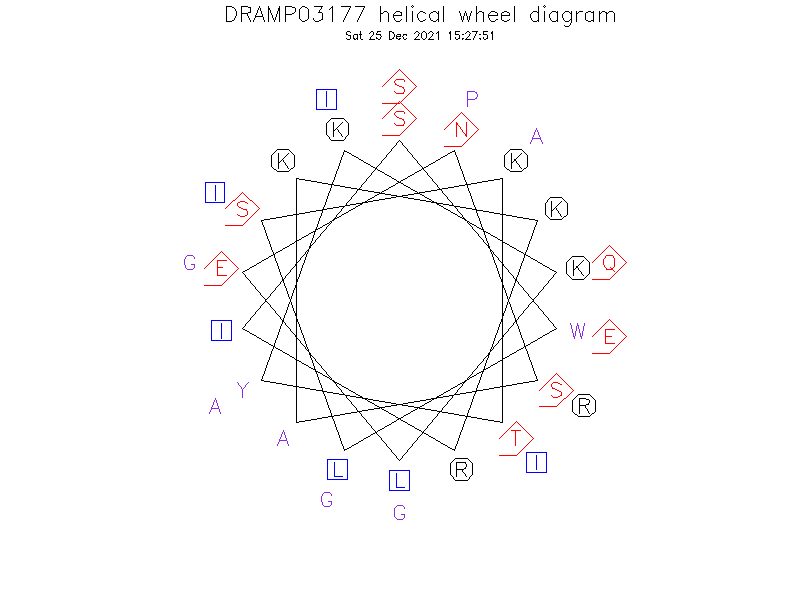 DRAMP03177 helical wheel diagram
Sat 25 Dec 2021 15:27:51
S
I P
S
K N
A
K K
I
S K
G E K Q
I W E
Y S
A R
A T
L I
R
L
G
G